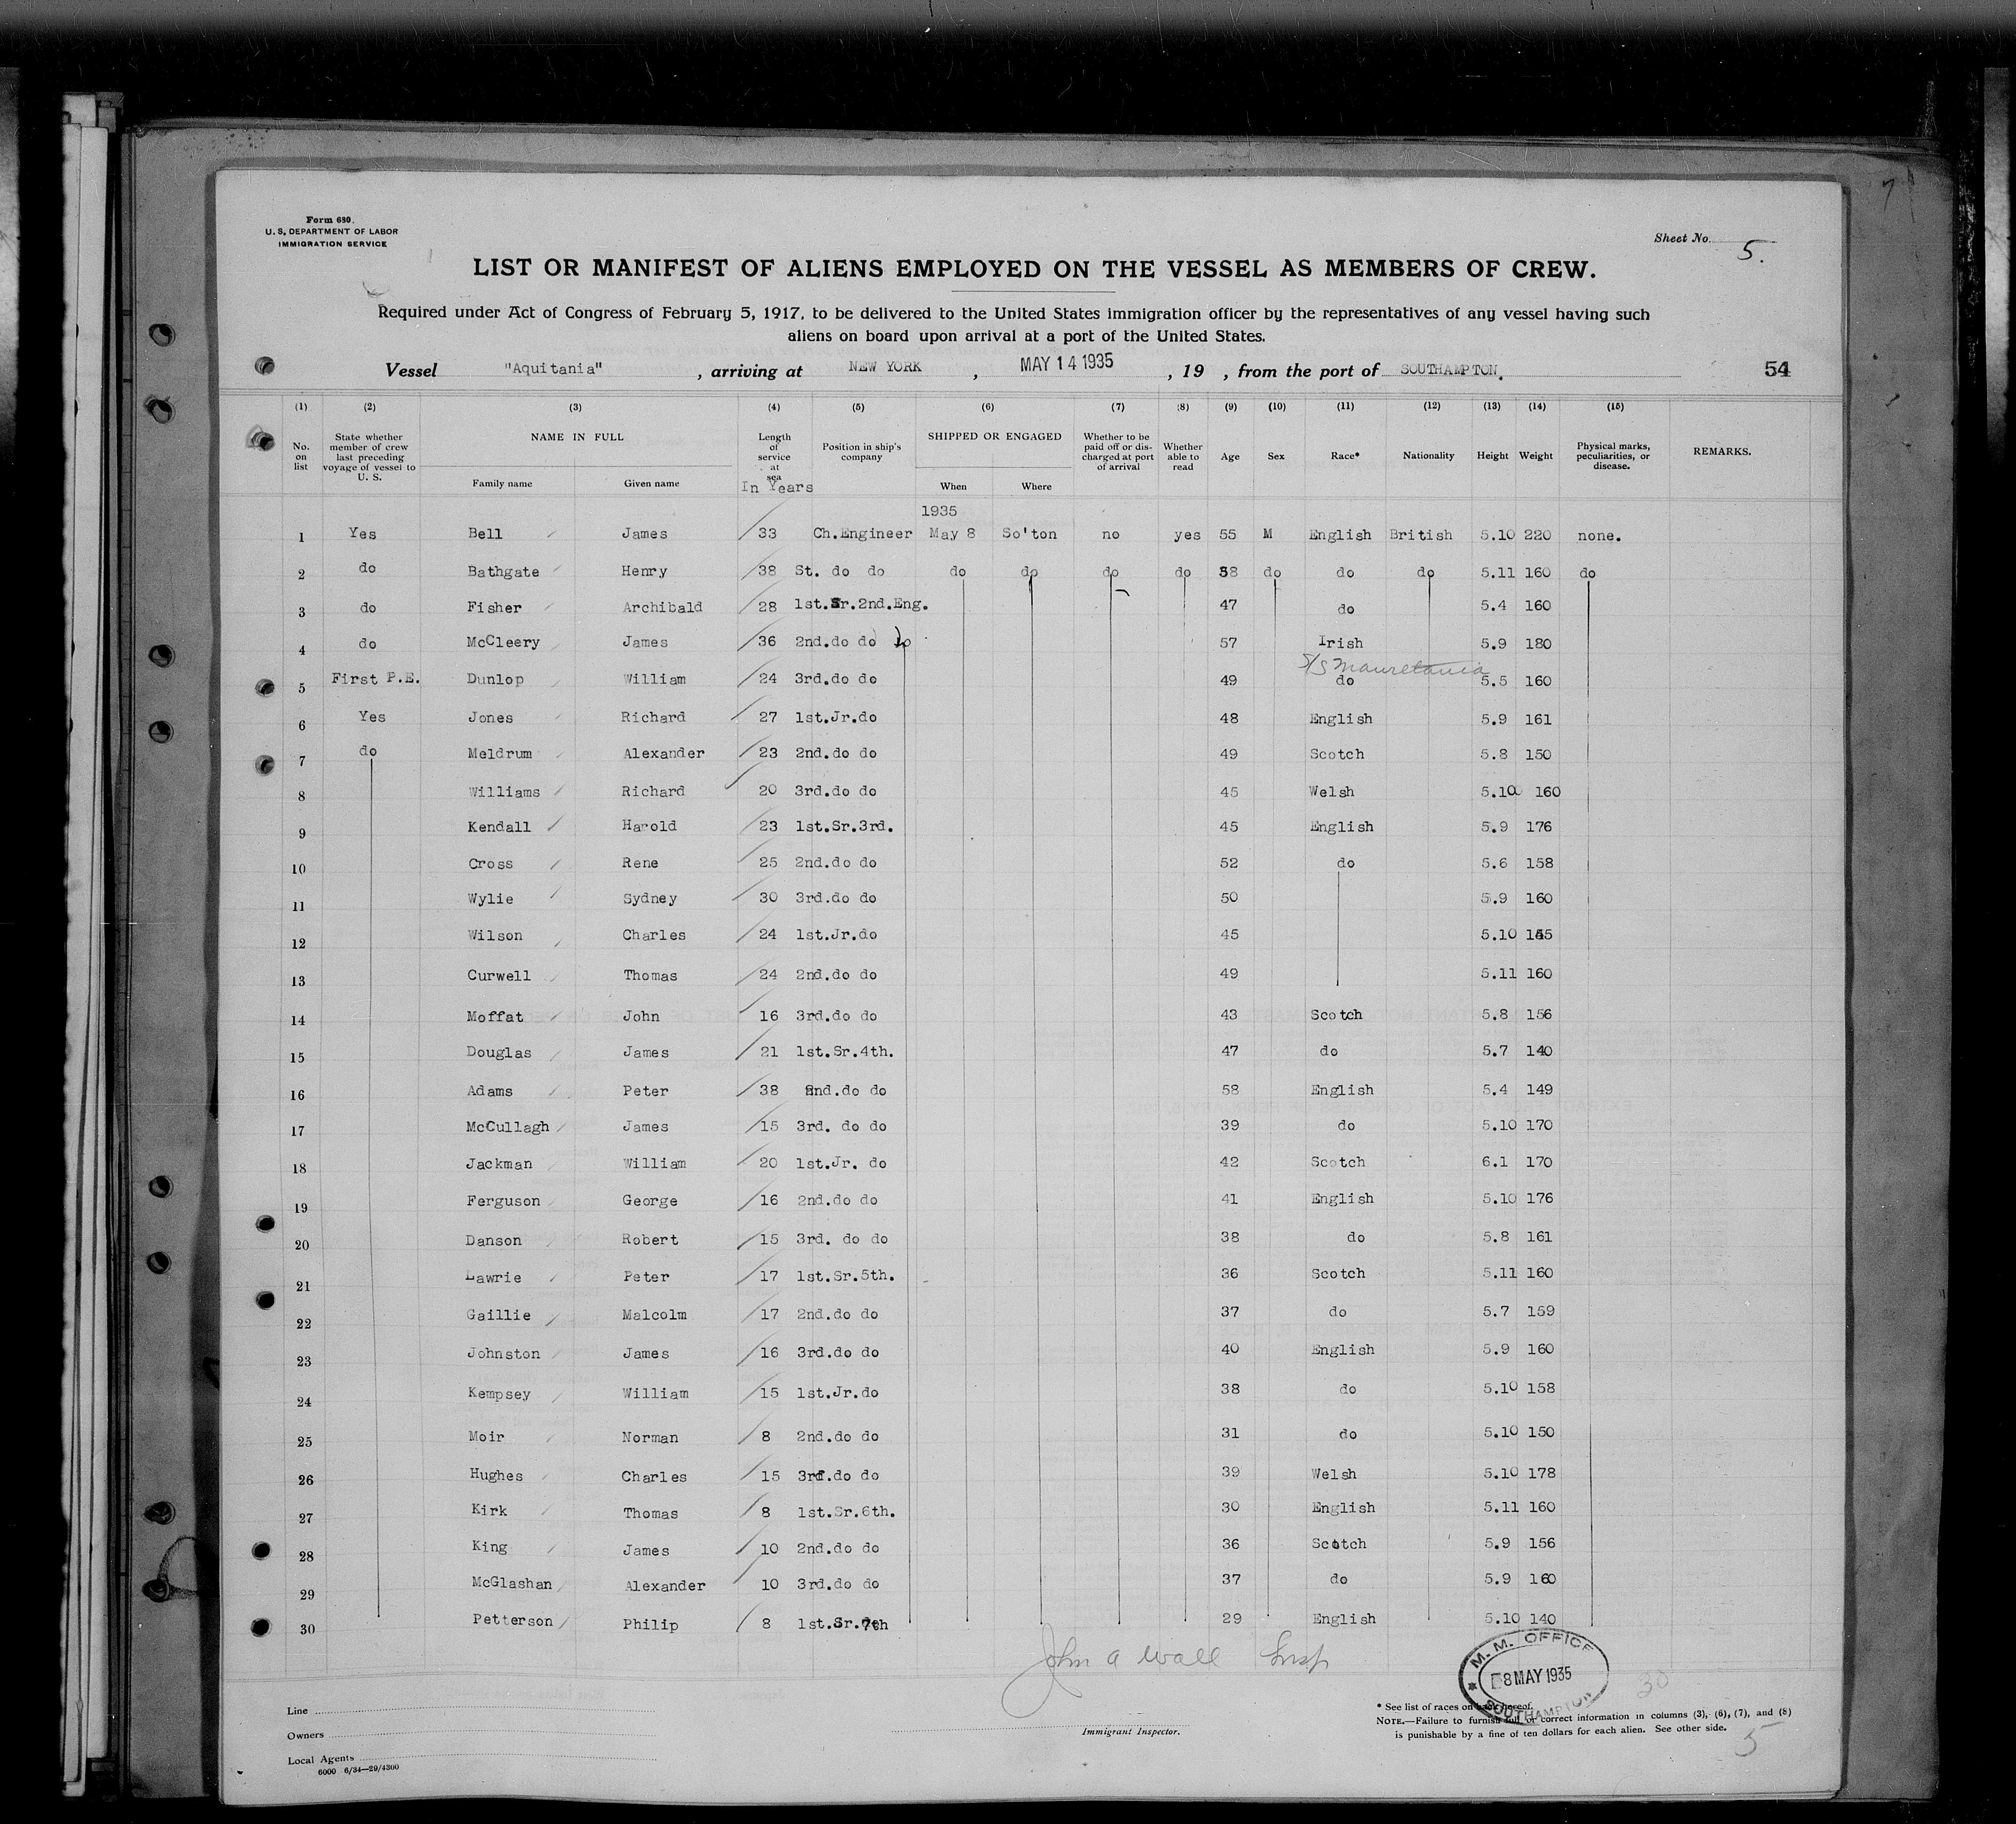 Form 680.
U. S. DEPARTMENT OF LABOR
IMMIGRATION SERVICE
Sheet No. 5.
LIST OR MANIFEST OF ALIENS EMPLOYED ON THE VESSEL AS MEMBERS OF CREW.
Required under Act of Congress of February 5, 1917, to be delivered to the United States immigration officer by the representatives of any vessel having such
aliens on board upon arrival at a port of the United States.
Vessel "Aquitania" , arriving at NEW YORK , MAY 14 1935 , 19 , from the port of SOUTHAMPTON. 54
(1) (2) (3) (4) (5) (6) (7) (8) (9) (10) (11) (12) (13) (14) (15)
No. on list State whether member of crew last preceding voyage of vessel to U. S. NAME IN FULL Family name Given name Length of service at sea In Years Position in ship's company SHIPPED OR ENGAGED When Where Whether to be paid off or discharged at port of arrival Whether able to read Age Sex Race* Nationality Height Weight Physical marks, peculiarities, or disease. REMARKS.
1935
1 Yes Bell James 33 Ch.Engineer May 8 So'ton no yes 55 M English British 5.10 220 none.
2 do Bathgate Henry 38 St. do do do do do do 58 do do do 5.11 160 do
3 do Fisher Archibald 28 1st.Sr.2nd.Eng. 47 do 5.4 160
4 do McCleery James 36 2nd.do do do 57 Irish 5.9 180
S/S Mauretania
5 First P.E. Dunlop William 24 3rd.do do 49 do 5.5 160
6 Yes Jones Richard 27 1st.Jr.do 48 English 5.9 161
7 do Meldrum Alexander 23 2nd.do do 49 Scotch 5.8 150
8 Williams Richard 20 3rd.do do 45 Welsh 5.10 160
9 Kendall Harold 23 1st.Sr.3rd. 45 English 5.9 176
10 Cross Rene 25 2nd.do do 52 do 5.6 158
11 Wylie Sydney 30 3rd.do do 50 5.9 160
12 Wilson Charles 24 1st.Jr.do 45 5.10
13 Curwell Thomas 24 2nd.do do 49 5.11 160
14 Moffat John 16 3rd.do do 43 Scotch 5.8 156
15 Douglas James 21 1st.Sr.4th. 47 do 5.7 140
16 Adams Peter 38 2nd.do do 58 English 5.4 149
17 McCullagh James 15 3rd. do do 39 do 5.10 170
18 Jackman William 20 1st.Jr. do 42 Scotch 6.1 170
19 Ferguson George 16 2nd.do do 41 English 5.10 176
20 Danson Robert 15 3rd. do do 38 do 5.8 161
21 Lawrie Peter 17 1st.Sr.5th. 36 Scotch 5.11 160
22 Gaillie Malcolm 17 2nd.do do 37 do 5.7 159
23 Johnston James 16 3rd.do do 40 English 5.9 160
24 Kempsey William 15 1st.Jr.do 38 do 5.10 158
25 Moir Norman 8 2nd.do do 31 do 5.10 150
26 Hughes Charles 15 3rd.do do 39 Welsh 5.10 178
27 Kirk Thomas 8 1st.Sr.6th. 30 English 5.11 160
28 King James 10 2nd.do do 36 Scotch 5.9 156
29 McGlashan Alexander 10 3rd.do do 37 do 5.9 160
30 Petterson Philip 8 1st.Sr.7th 29 English 5.10 140
John A Wall Insp
M. M. OFFICE
8 MAY 1935
SOUTHAMPTON
30
Line
Owners
Local Agents
6000 6/34—29/4300
Immigrant Inspector.
* See list of races on back hereof.
NOTE.—Failure to furnish full or correct information in columns (3), (6), (7), and (8)
is punishable by a fine of ten dollars for each alien. See other side.
5